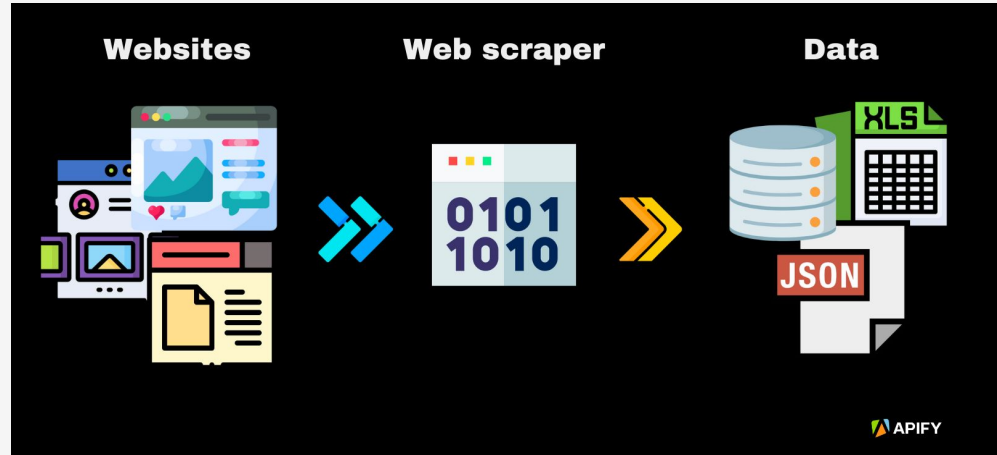 Websites
Web scraper
Data
XLS
0101
1010
JSON
APIFY